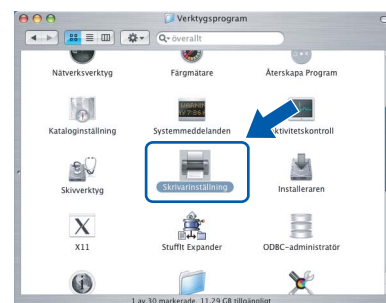 Verktygsprogram
överallt
Nätverksverktyg
Färgmätare
Återskapa Program
Kataloginställning
Systemmeddelanden
ktivitetskontroll
Skivverktyg
Skrivarinställning
Installeraren
X11
StuffIt Expander
ODBC-administratör
1 av 30 markerade, 11,29 GB tillgängligt